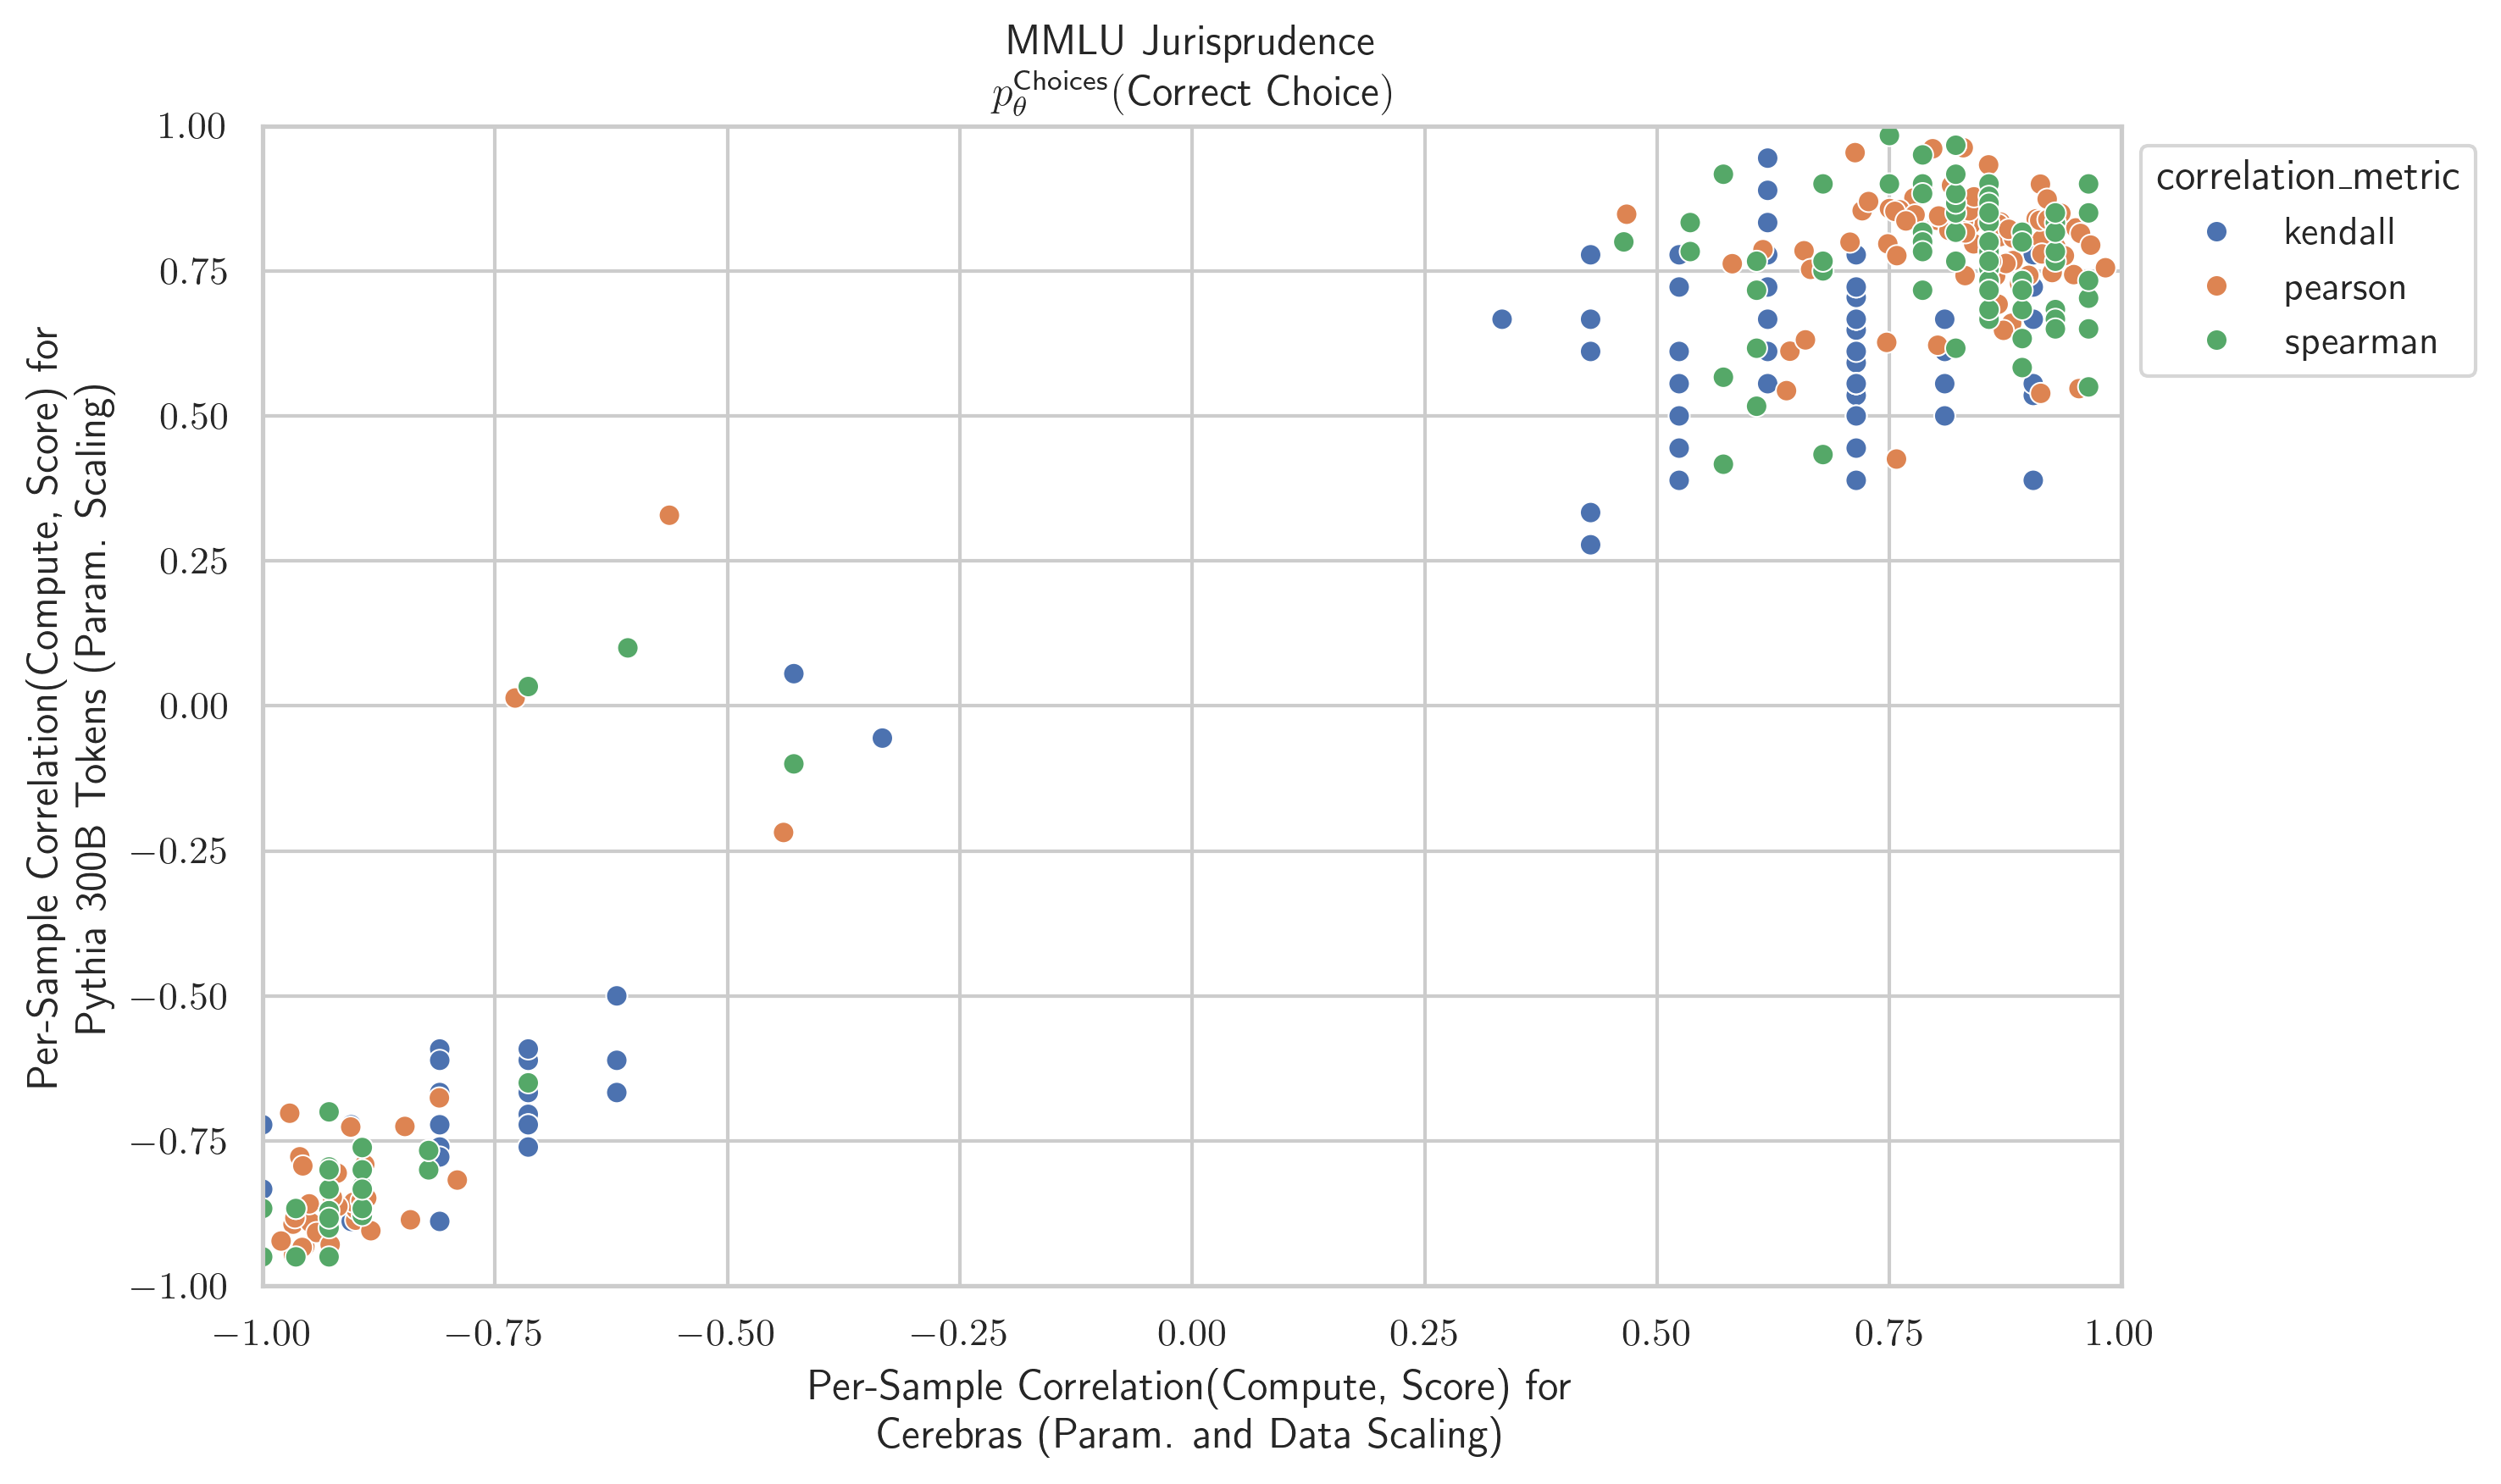 MMLU Jurisprudence
p_θ^Choices(Correct Choice)
1.00
0.75
0.50
0.25
0.00
−0.25
−0.50
−0.75
−1.00
Per-Sample Correlation(Compute, Score) for
Pythia 300B Tokens (Param. Scaling)
−1.00 −0.75 −0.50 −0.25 0.00 0.25 0.50 0.75 1.00
Per-Sample Correlation(Compute, Score) for
Cerebras (Param. and Data Scaling)
correlation_metric
kendall
pearson
spearman